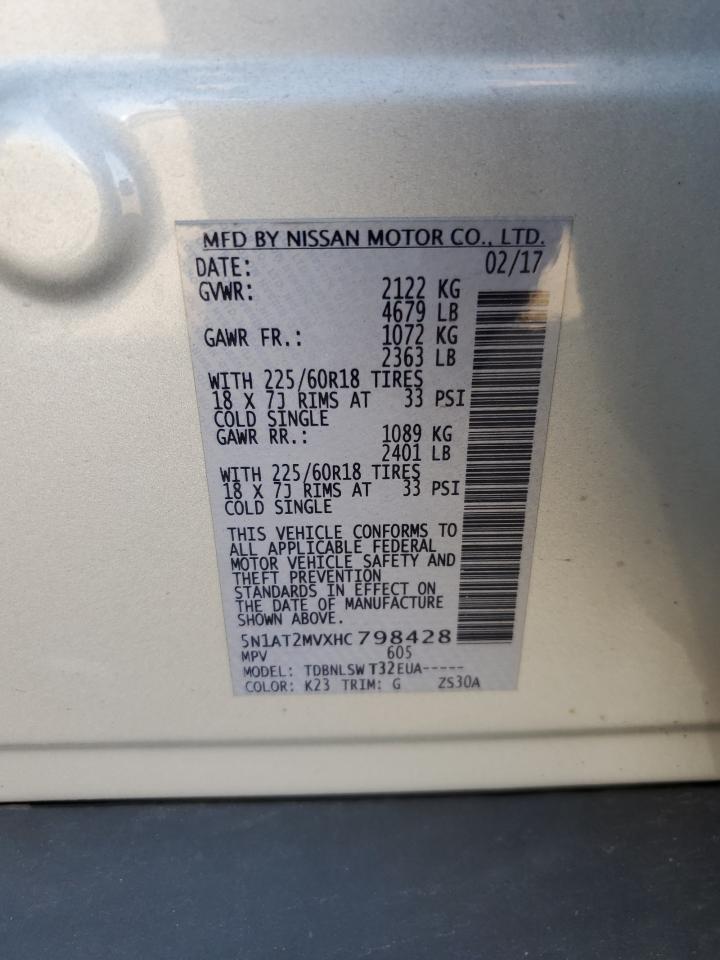 MFD BY NISSAN MOTOR CO., LTD.
DATE: 02/17
GVWR: 2122 KG
4679 LB
GAWR FR.: 1072 KG
2363 LB
WITH 225/60R18 TIRES
18 X 7J RIMS AT 33 PSI
COLD SINGLE
GAWR RR.: 1089 KG
2401 LB
WITH 225/60R18 TIRES
18 X 7J RIMS AT 33 PSI
COLD SINGLE
THIS VEHICLE CONFORMS TO
ALL APPLICABLE FEDERAL
MOTOR VEHICLE SAFETY AND
THEFT PREVENTION
STANDARDS IN EFFECT ON
THE DATE OF MANUFACTURE
SHOWN ABOVE.
5N1AT2MVXHC798428
MPV 605
MODEL: TDBNLSW T32EUA-----
COLOR: K23 TRIM: G ZS30A